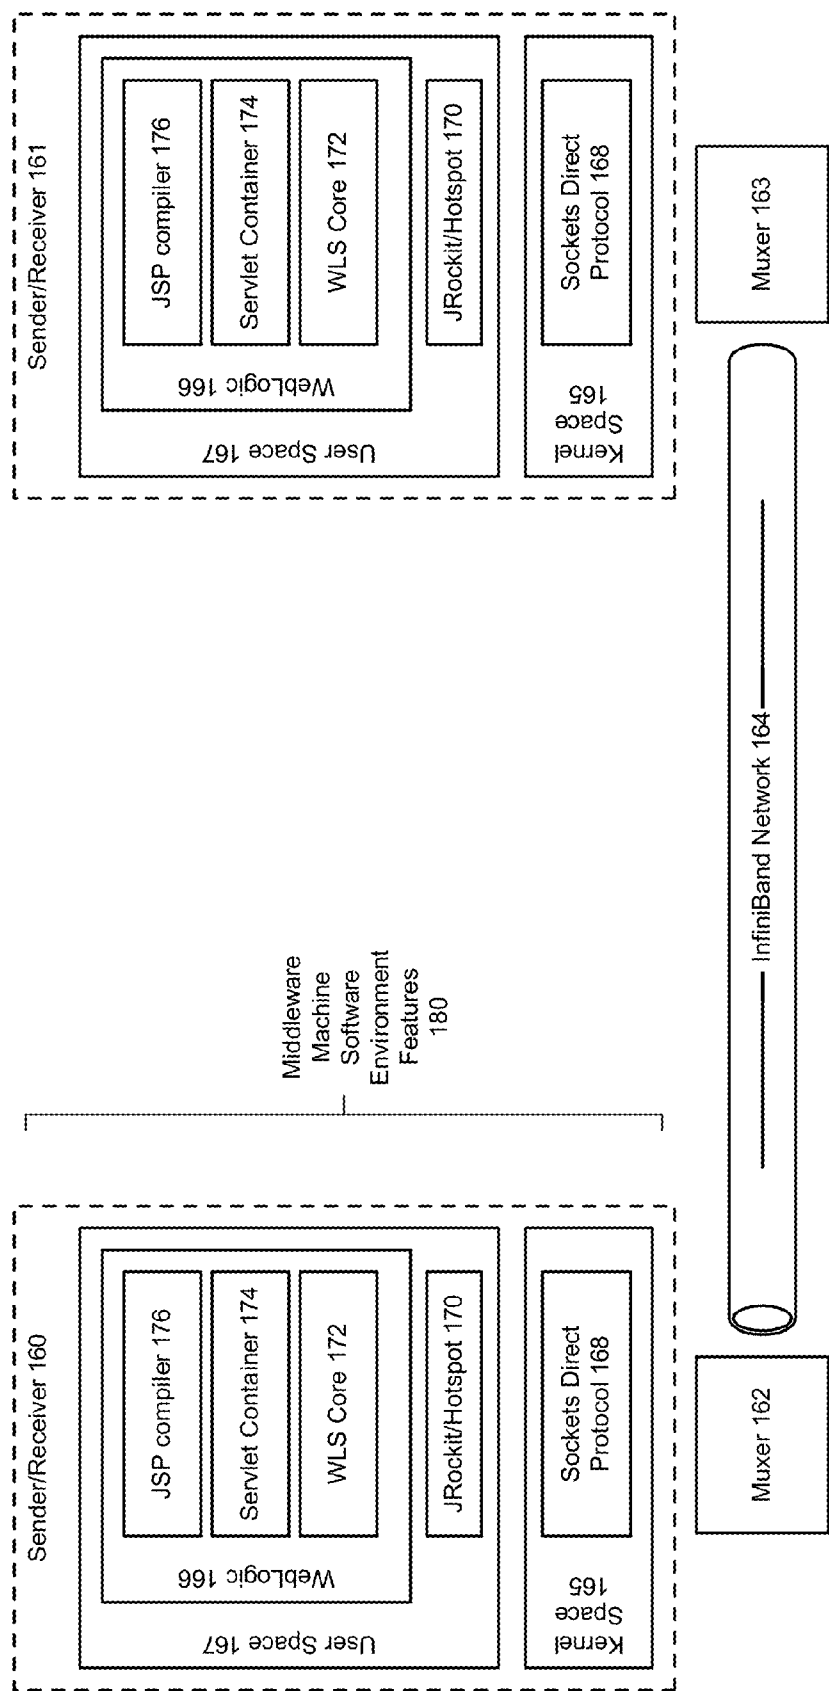 Sender/Receiver 160
User Space 167
WebLogic 166
JSP compiler 176
Servlet Container 174
WLS Core 172
JRockit/Hotspot 170
Kernel
Space
165
Sockets Direct
Protocol 168
Muxer 162
Middleware
Machine
Software
Environment
Features
180
InfiniBand Network 164
Sender/Receiver 161
User Space 167
WebLogic 166
JSP compiler 176
Servlet Container 174
WLS Core 172
JRockit/Hotspot 170
Kernel
Space
165
Sockets Direct
Protocol 168
Muxer 163